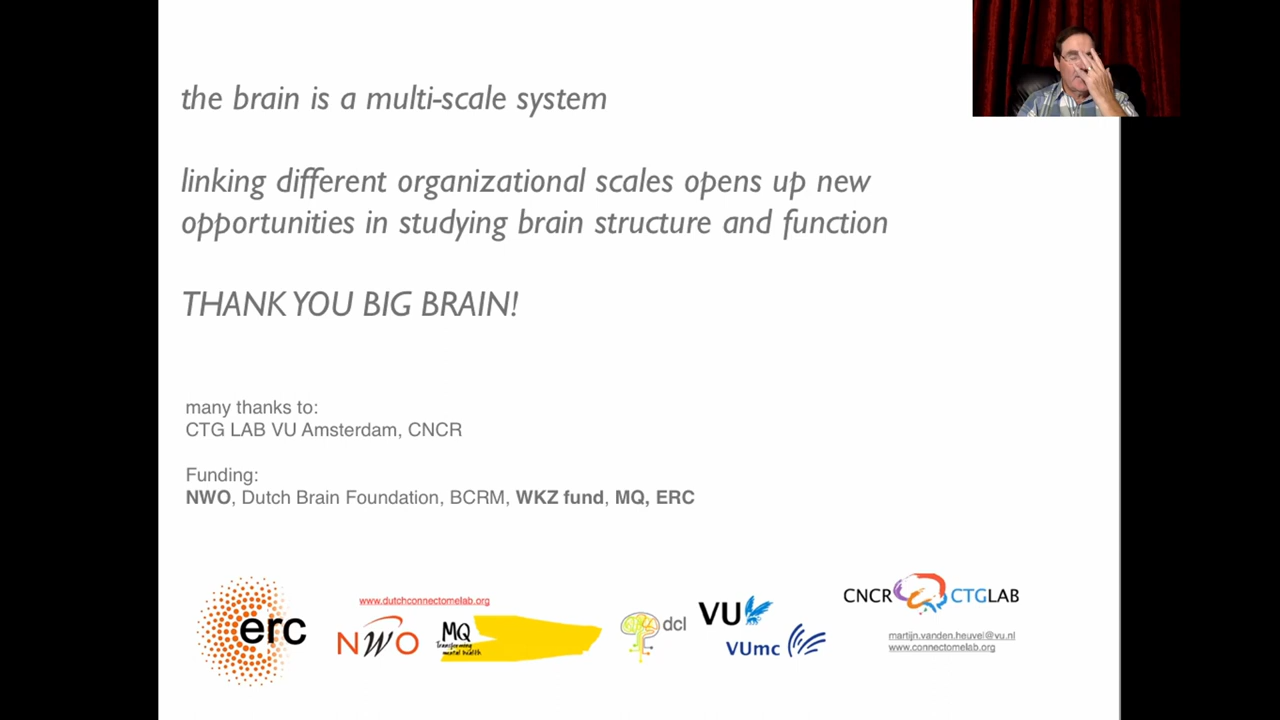 the brain is a multi-scale system
linking different organizational scales opens up new
opportunities in studying brain structure and function
THANK YOU BIG BRAIN!
many thanks to:
CTG LAB VU Amsterdam, CNCR
Funding:
NWO, Dutch Brain Foundation, BCRM, WKZ fund, MQ, ERC
erc
www.dutchconnectomelab.org
NWO
MQ
Transforming
mental health
dcl
VU
VUmc
CNCR CTGLAB
martijn.vanden.heuvel@vu.nl
www.connectomelab.org